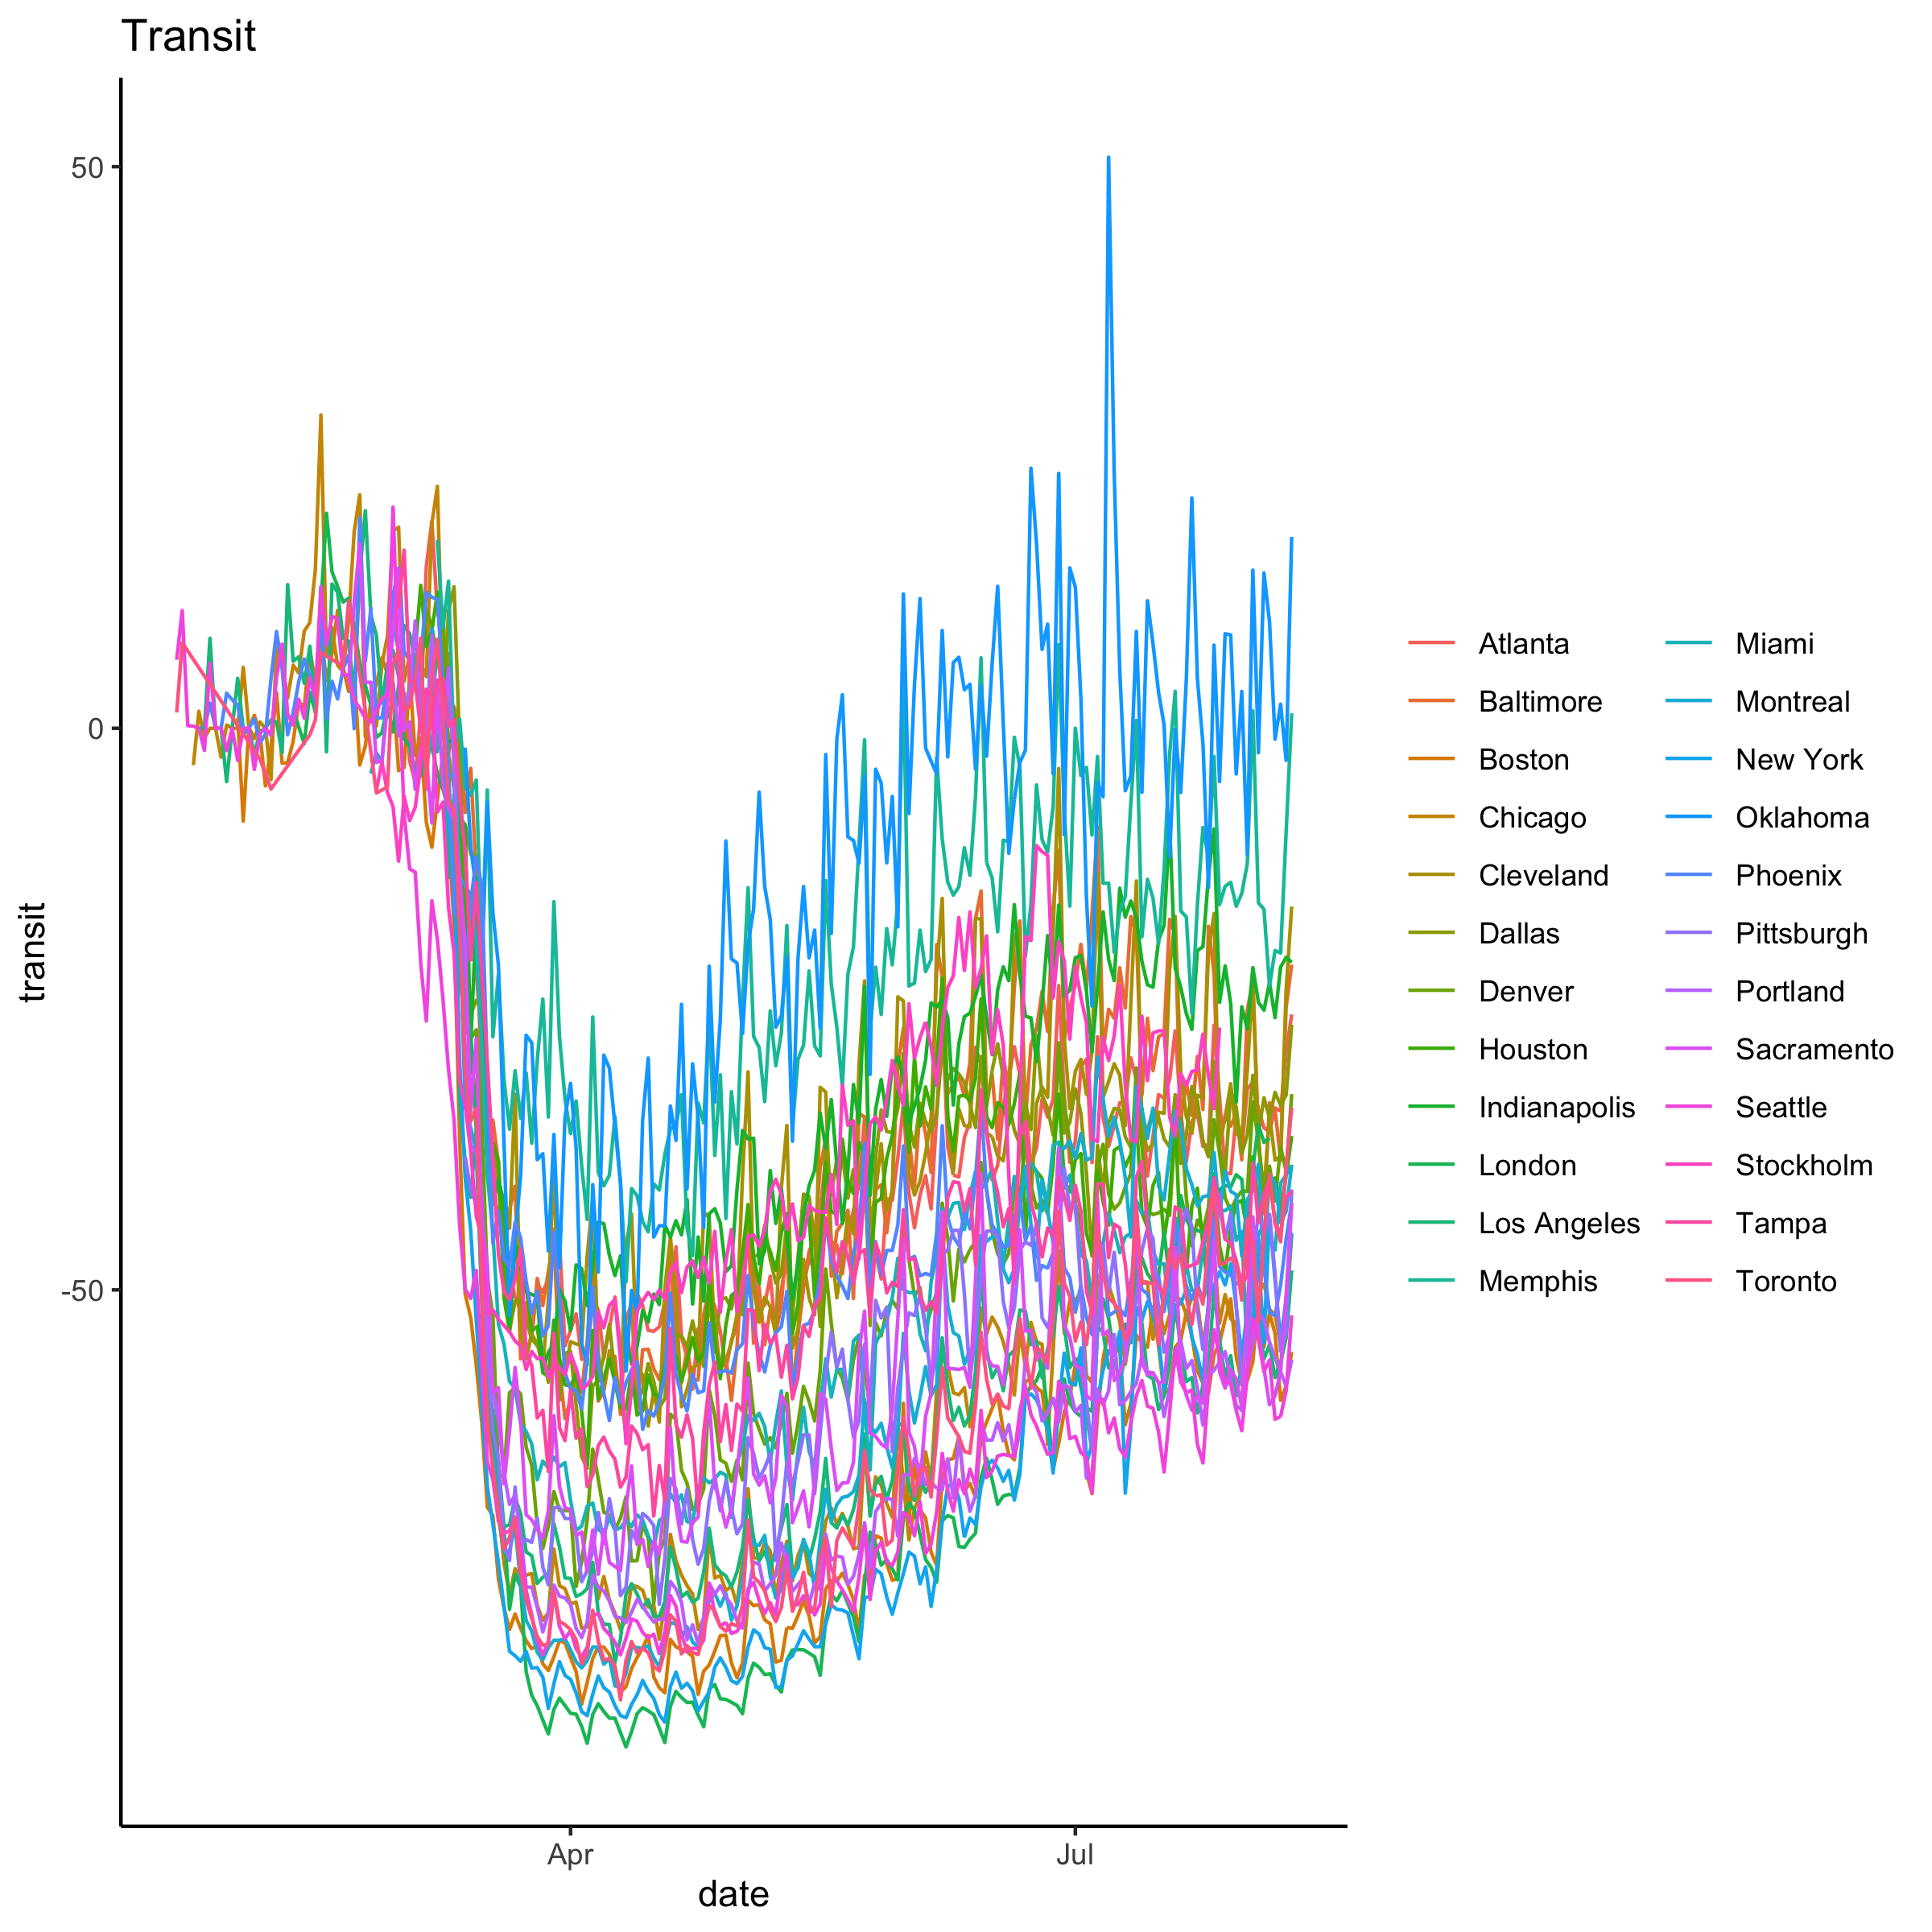 Transit
50
0
-50
transit
Apr
Jul
date
Atlanta
Baltimore
Boston
Chicago
Cleveland
Dallas
Denver
Houston
Indianapolis
London
Los Angeles
Memphis
Miami
Montreal
New York
Oklahoma
Phoenix
Pittsburgh
Portland
Sacramento
Seattle
Stockholm
Tampa
Toronto